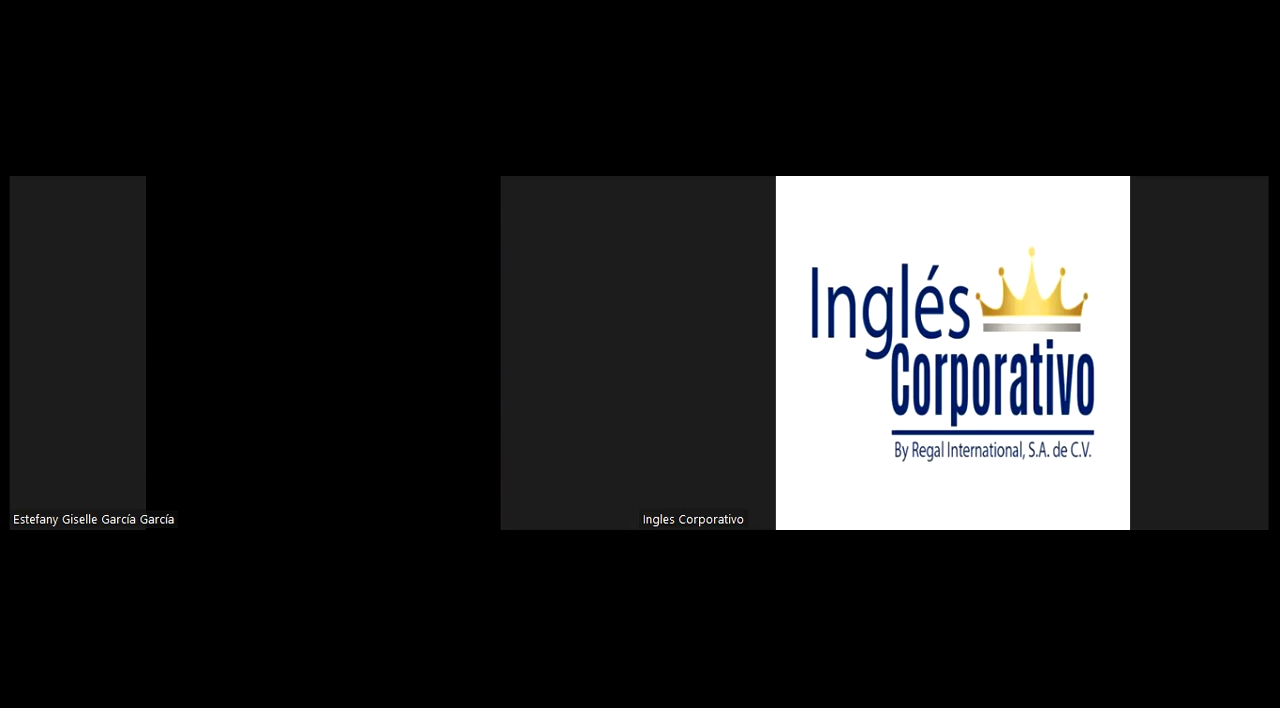 Inglés
Corporativo
By Regal International, S.A. de C.V.
Estefany Giselle García García
Ingles Corporativo